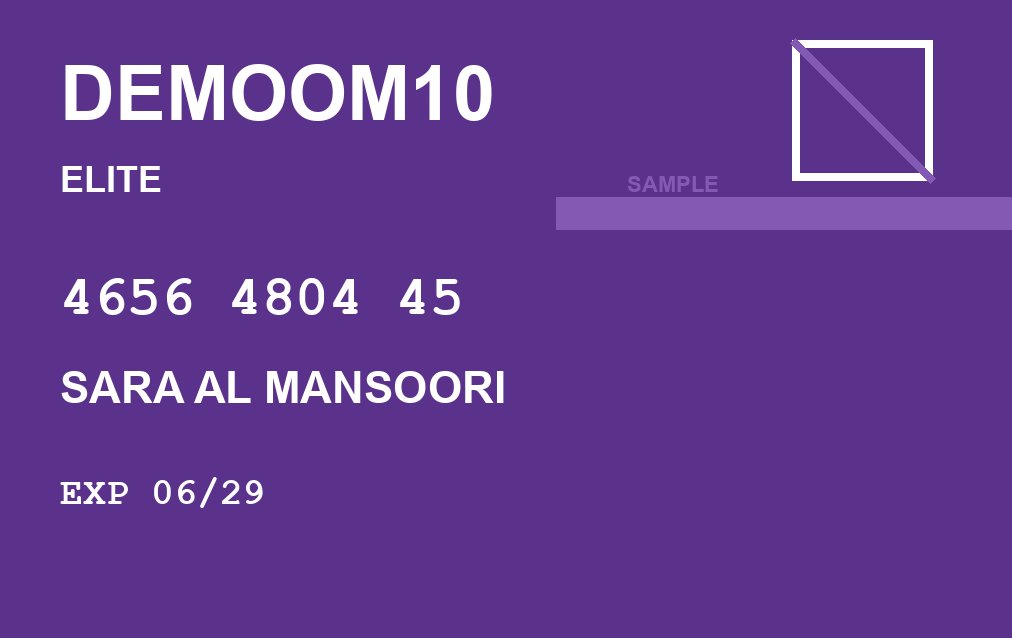 DEMOOM10
ELITE
SAMPLE
4656 4804 45
SARA AL MANSOORI
EXP 06/29